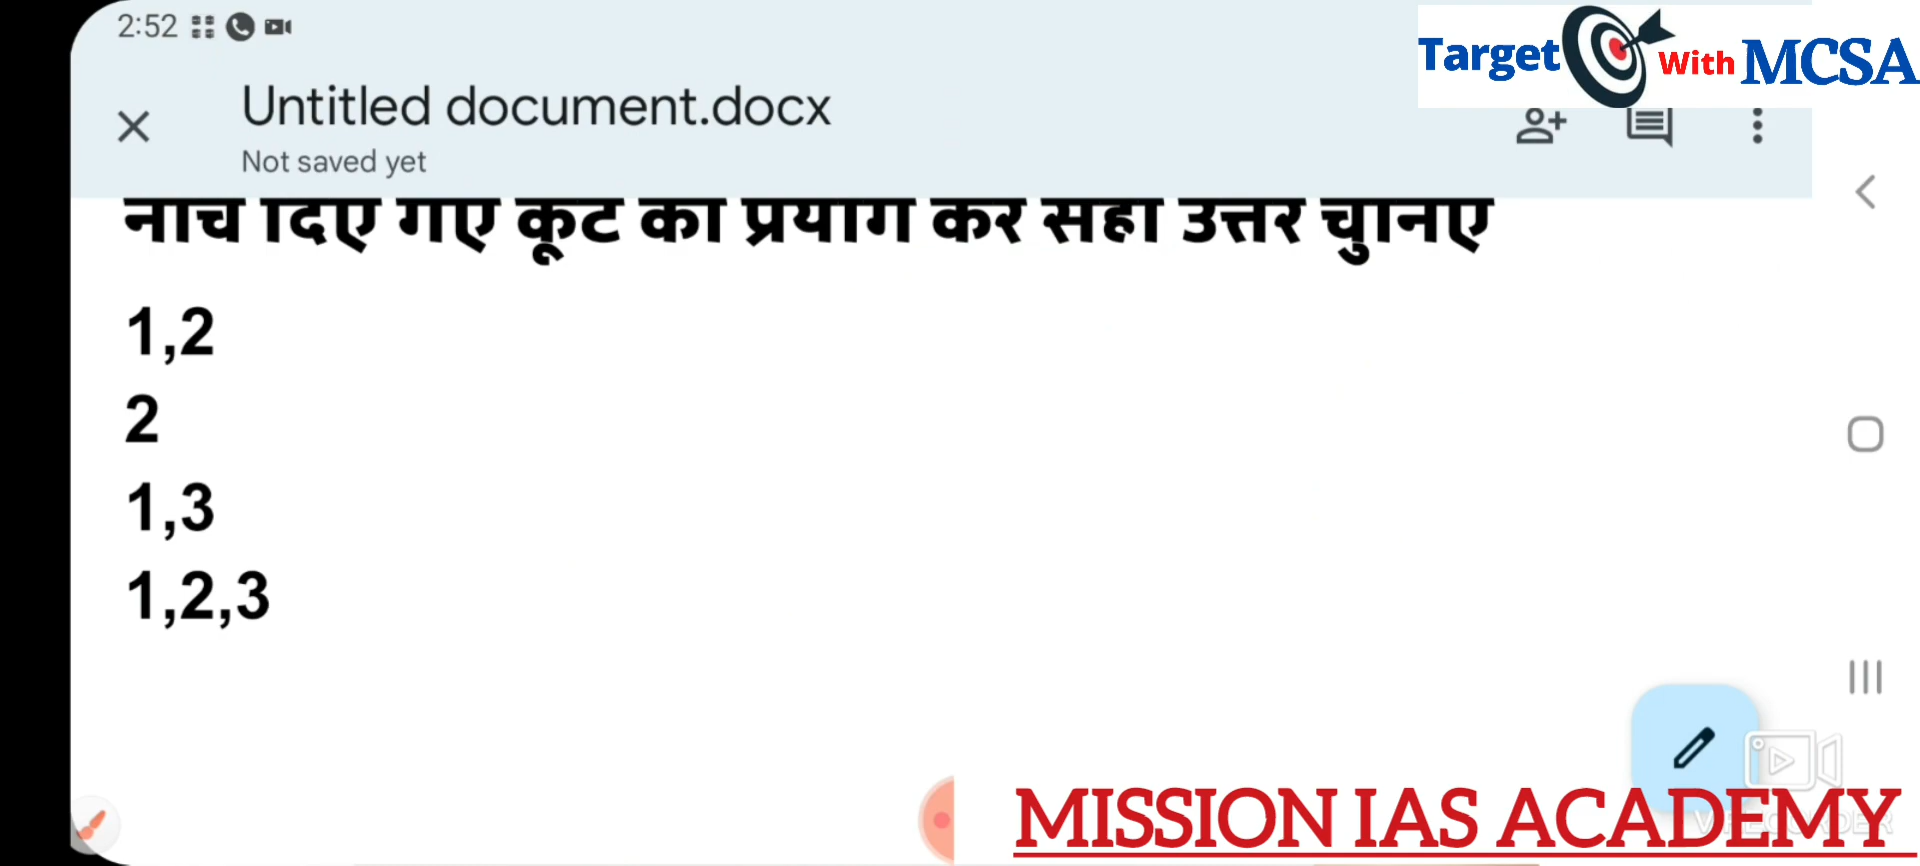 2:52
Target With MCSA
Untitled document.docx
Not saved yet
नीचे दिए गए कूट का प्रयोग कर सही उत्तर चुनिए
1,2
2
1,3
1,2,3
MISSION IAS ACADEMY